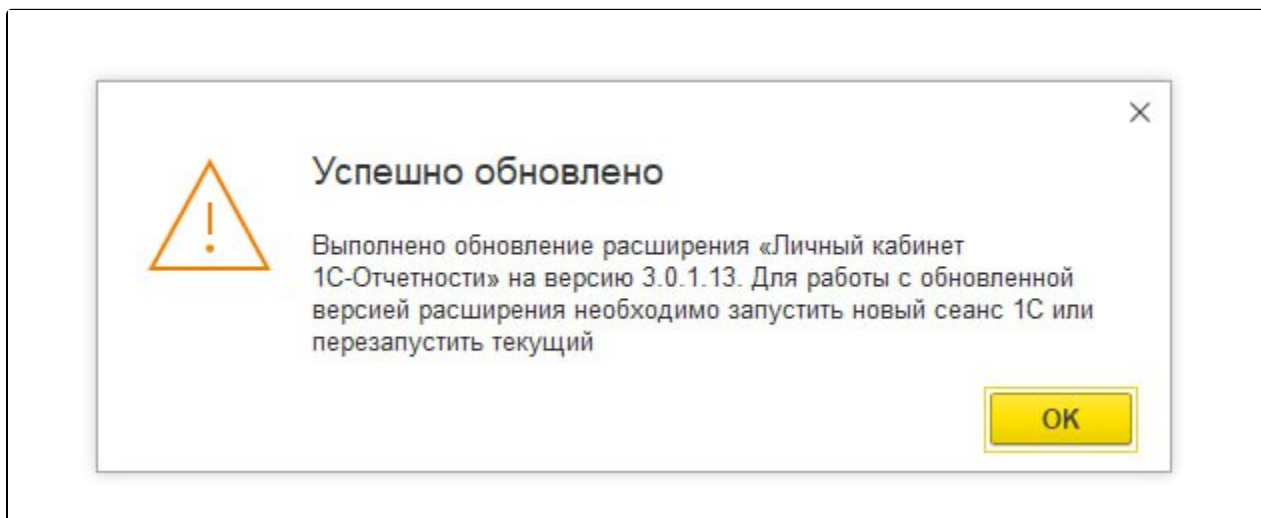 Успешно обновлено
Выполнено обновление расширения «Личный кабинет
1С-Отчетности» на версию 3.0.1.13. Для работы с обновленной
версией расширения необходимо запустить новый сеанс 1С или
перезапустить текущий
ОК